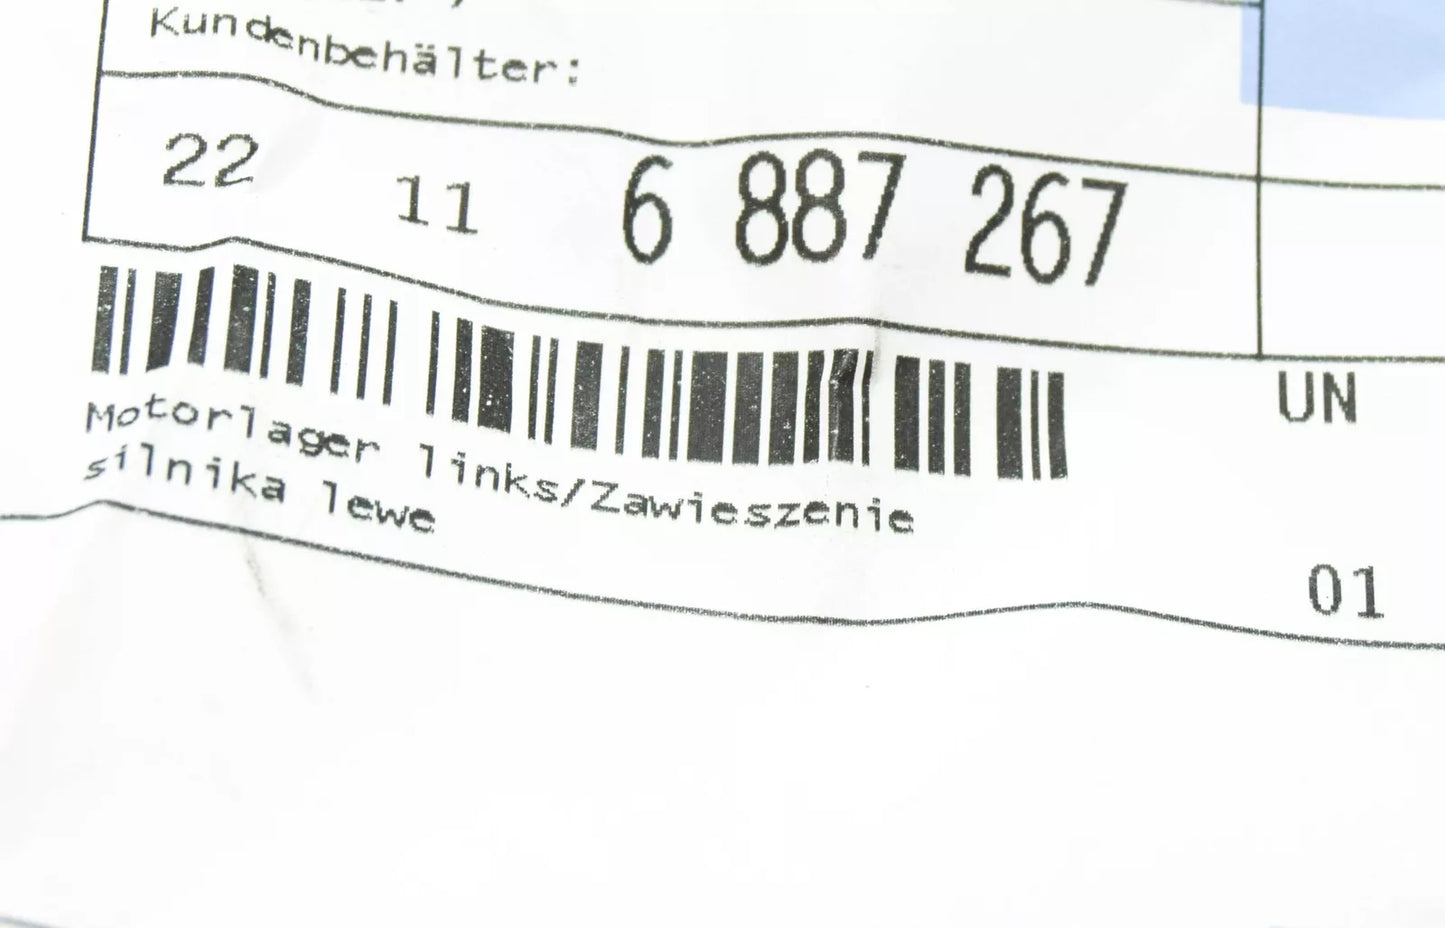 Kundenbehälter:
22 11 6 887 267
Motorlager links/Zawieszenie
silnika lewe
UN
01